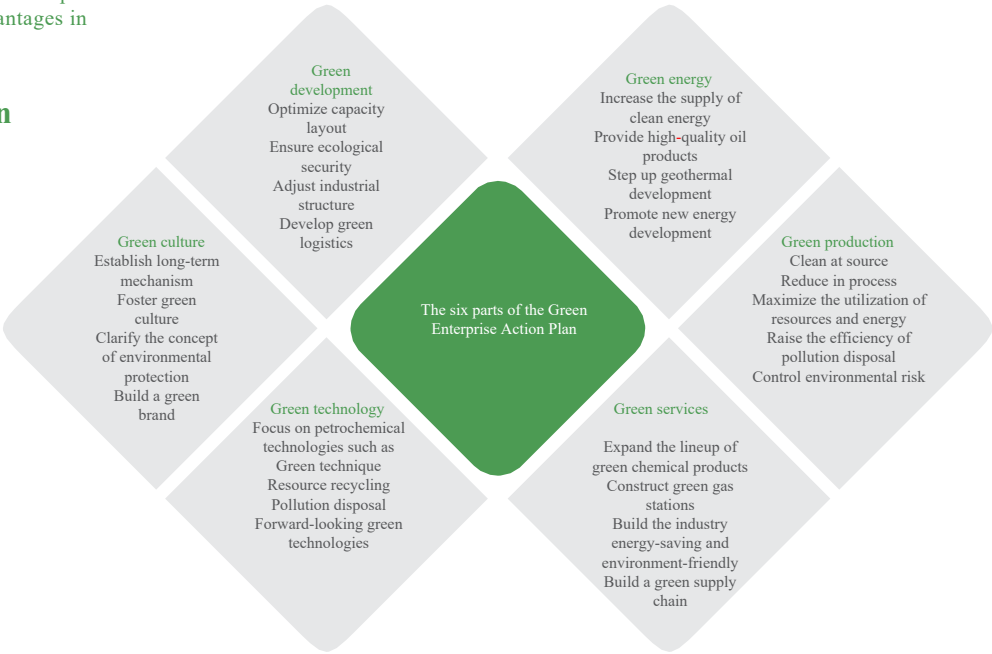 antages in
n
Green
development
Optimize capacity
layout
Ensure ecological
security
Adjust industrial
structure
Develop green
logistics
Green energy
Increase the supply of
clean energy
Provide high-quality oil
products
Step up geothermal
development
Promote new energy
development
Green culture
Establish long-term
mechanism
Foster green
culture
Clarify the concept
of environmental
protection
Build a green
brand
The six parts of the Green
Enterprise Action Plan
Green production
Clean at source
Reduce in process
Maximize the utilization of
resources and energy
Raise the efficiency of
pollution disposal
Control environmental risk
Green technology
Focus on petrochemical
technologies such as
Green technique
Resource recycling
Pollution disposal
Forward-looking green
technologies
Green services
Expand the lineup of
green chemical products
Construct green gas
stations
Build the industry
energy-saving and
environment-friendly
Build a green supply
chain